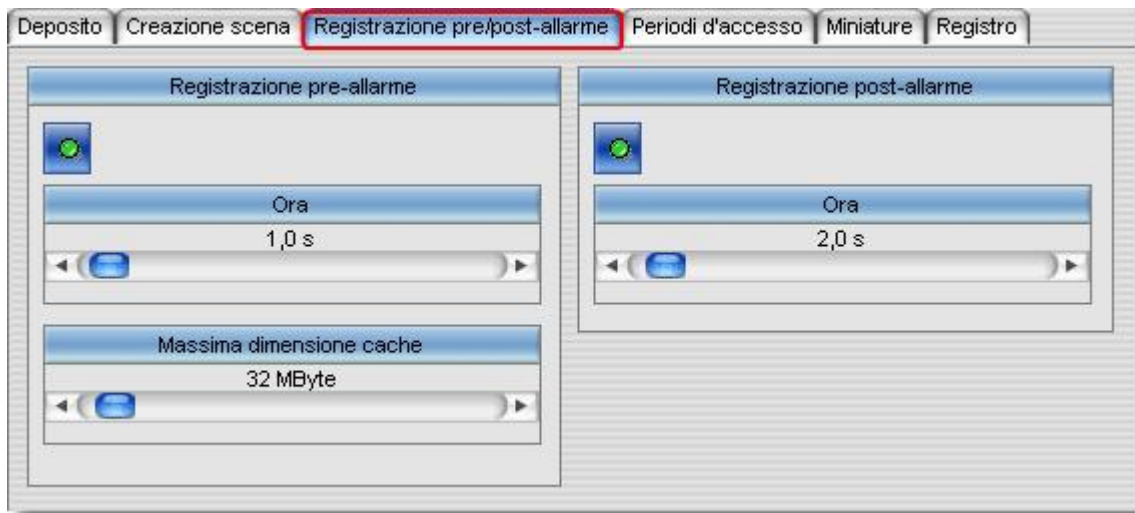 Deposito Creazione scena Registrazione pre/post-allarme Periodi d'accesso Miniature Registro
Registrazione pre-allarme
Ora
1,0 s
Massima dimensione cache
32 MByte
Registrazione post-allarme
Ora
2,0 s